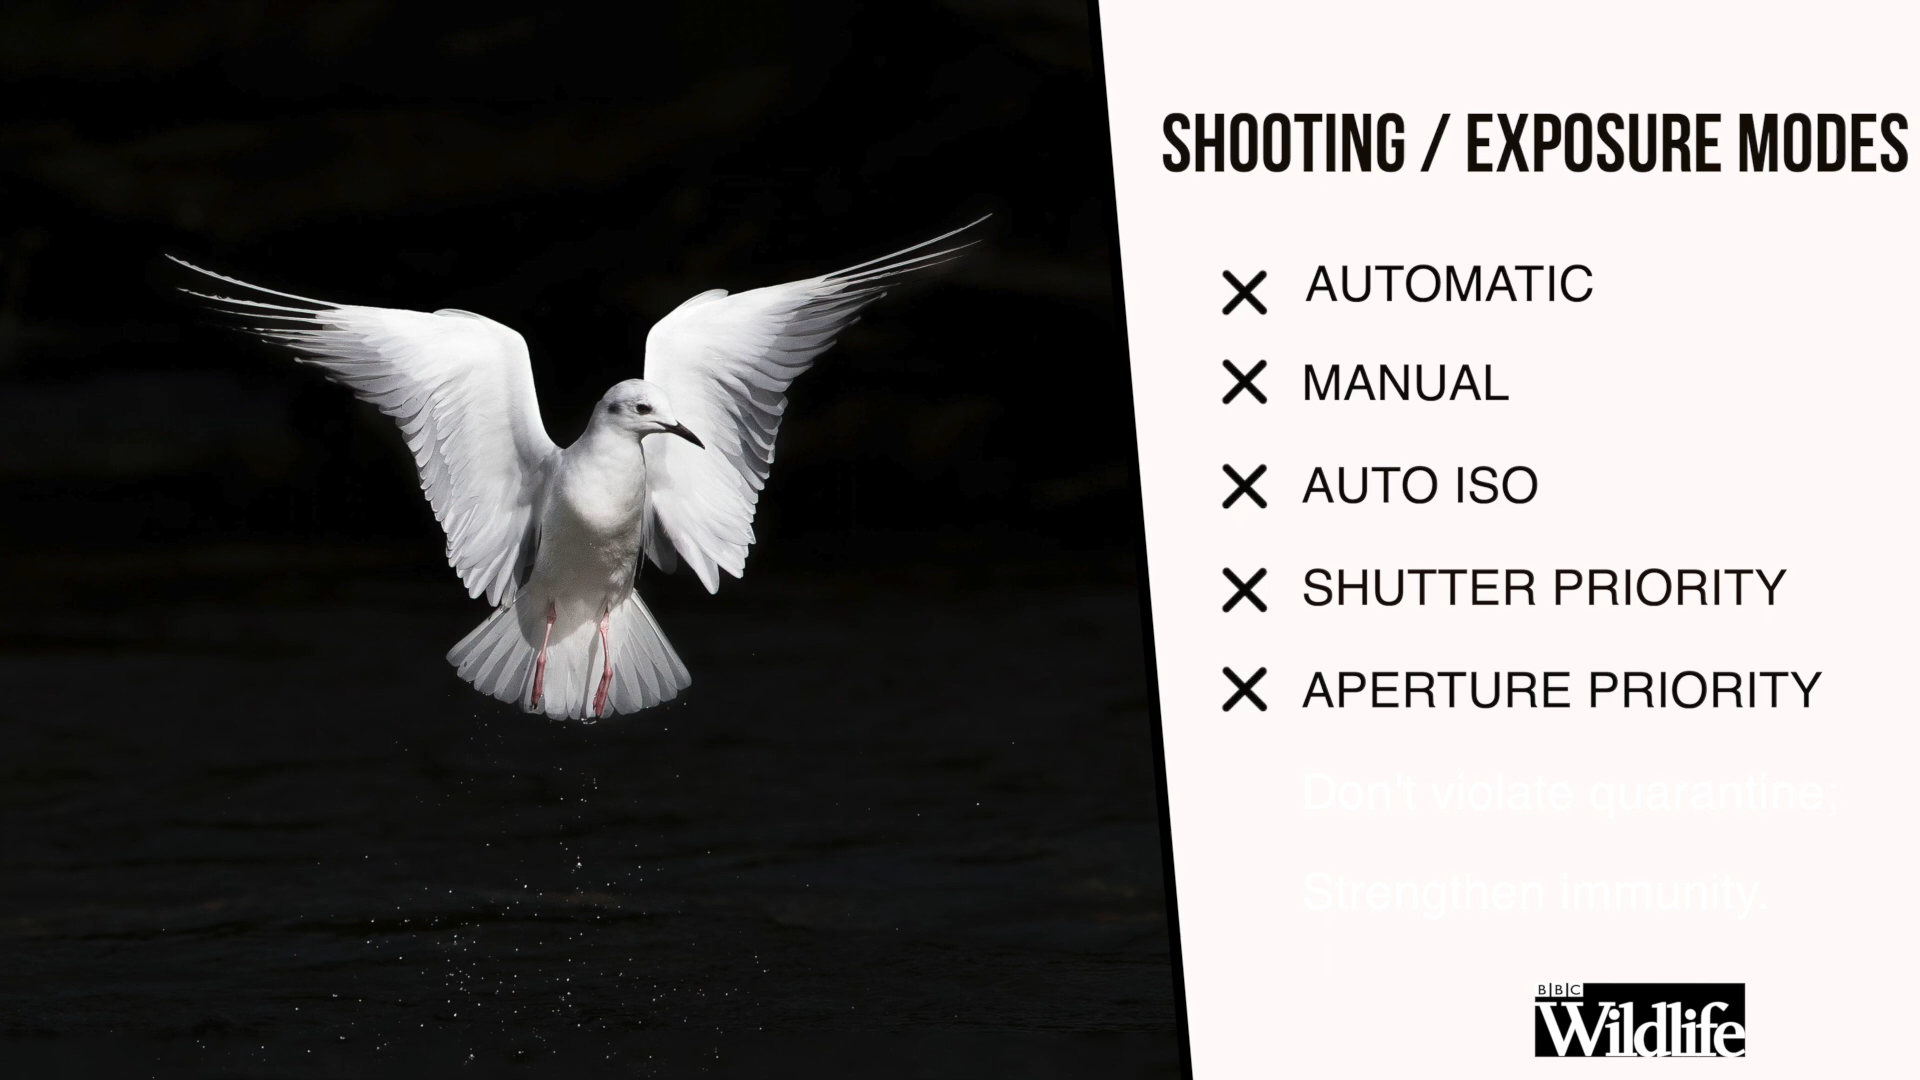 SHOOTING / EXPOSURE MODES
AUTOMATIC
MANUAL
AUTO ISO
SHUTTER PRIORITY
APERTURE PRIORITY
Don't violate quarantine;
Strengthen immunity.
BBC
Wildlife